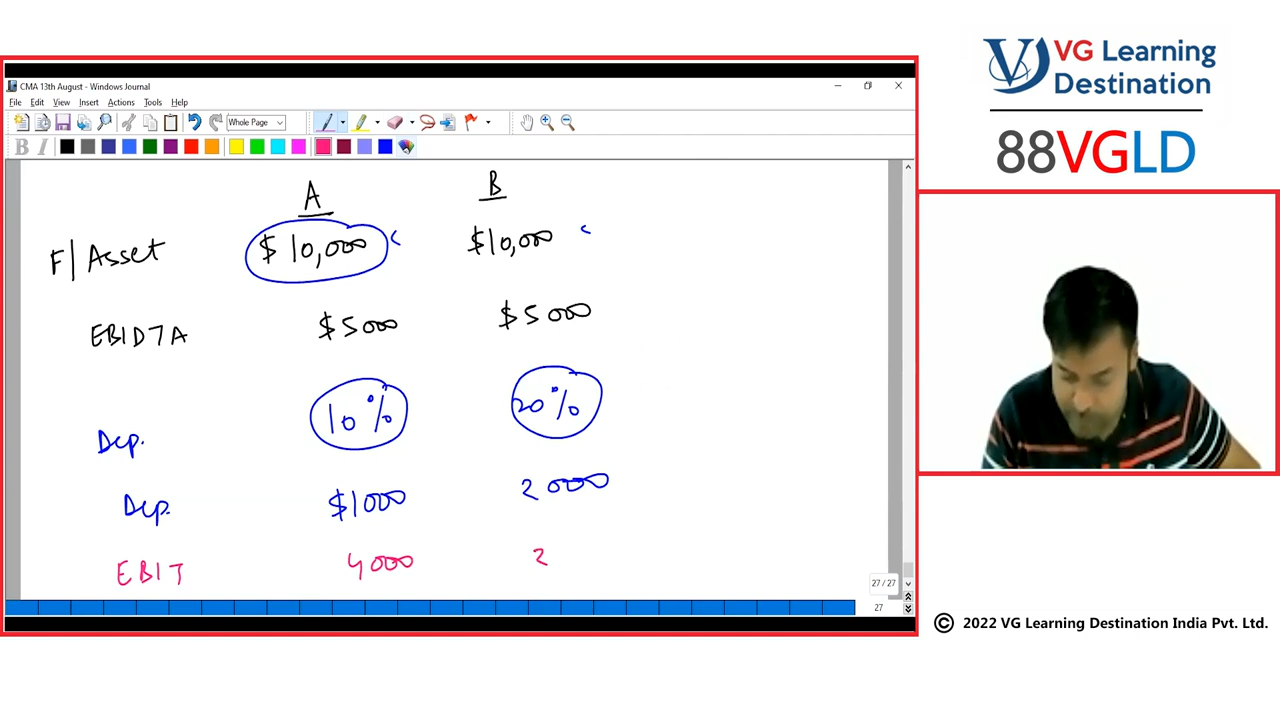 CMA 13th August - Windows Journal
File Edit View Insert Actions Tools Help
Whole Page
B I
A B
F/Asset $10,000 $10,000
EBIDTA $5000 $5000
10% 20%
Dep.
Dep. $1000 2000
EBIT 4000 2
27 / 27
27
VG Learning
Destination
88VGLD
© 2022 VG Learning Destination India Pvt. Ltd.